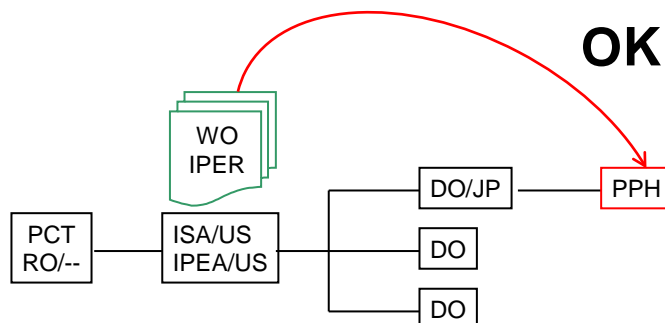 OK
WO
IPER
DO/JP
PPH
PCT
RO/--
ISA/US
IPEA/US
DO
DO